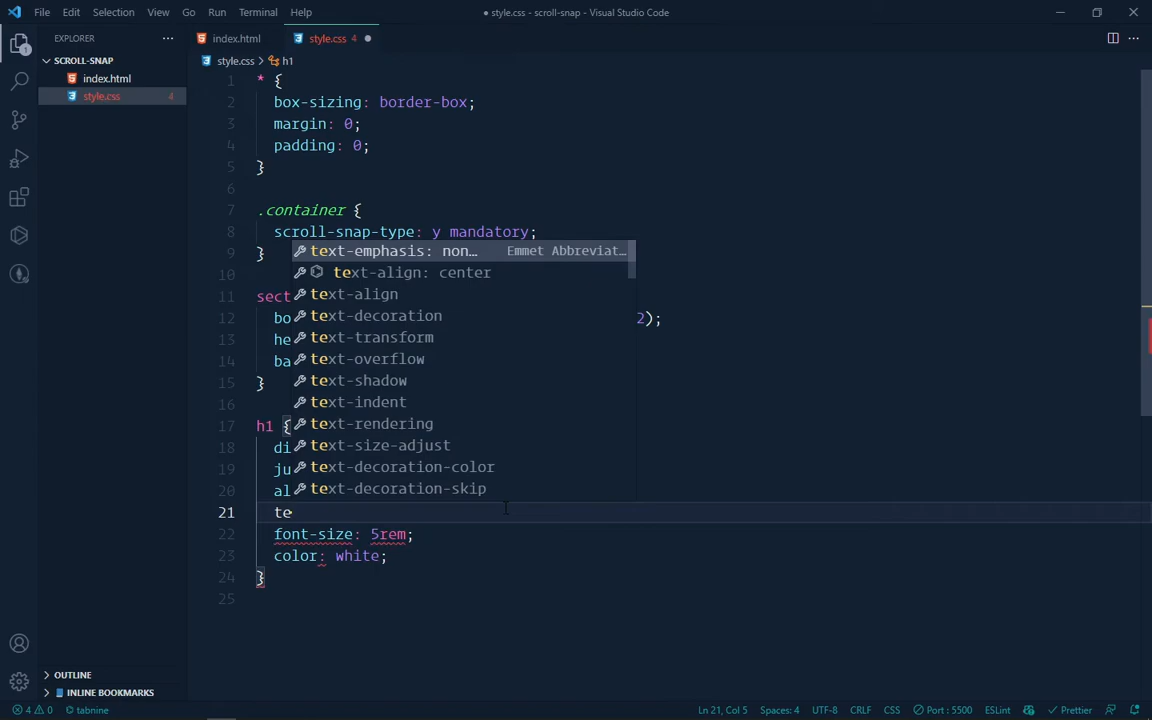 File Edit Selection View Go Run Terminal Help
● style.css - scroll-snap - Visual Studio Code
EXPLORER
SCROLL-SNAP
index.html
style.css 4
index.html
style.css 4
style.css > h1
1 * {
2 box-sizing: border-box;
3 margin: 0;
4 padding: 0;
5 }
6
7 .container {
8 scroll-snap-type: y mandatory;
9 }
10
11 sect
12 bo 2);
13 he
14 ba
15 }
16
17 h1 {
18 di
19 ju
20 al
21 te
22 font-size: 5rem;
23 color: white;
24 }
25
text-emphasis: non… Emmet Abbreviat…
text-align: center
text-align
text-decoration
text-transform
text-overflow
text-shadow
text-indent
text-rendering
text-size-adjust
text-decoration-color
text-decoration-skip
OUTLINE
INLINE BOOKMARKS
1
4 0 tabnine
Ln 21, Col 5 Spaces: 4 UTF-8 CRLF CSS Port : 5500 ESLint Prettier